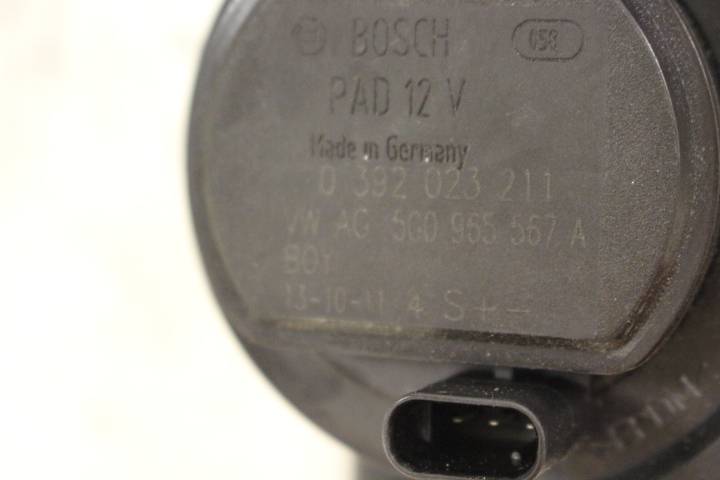 BOSCH 058
PAD 12 V
Made in Germany
0 392 023 211
VW AG 5G0 965 567 A
13-10-11 4 S + -